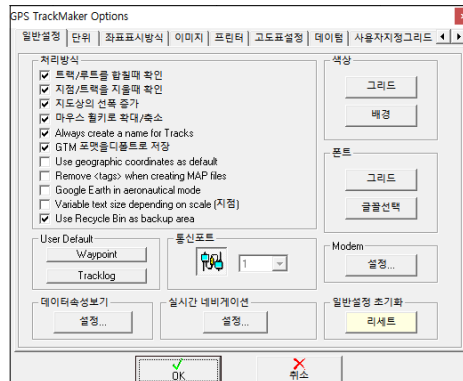 GPS TrackMaker Options
일반설정 단위 좌표표시방식 이미지 프린터 고도표설정 데이텀 사용자지정그리드
처리방식
트랙/루트를 합칠때 확인
지점/트랙을 지울때 확인
지도상의 선폭 증가
마우스 휠키로 확대/축소
Always create a name for Tracks
GTM 포맷을디폴트로 저장
Use geographic coordinates as default
Remove <tags> when creating MAP files
Google Earth in aeronautical mode
Variable text size depending on scale (지점)
Use Recycle Bin as backup area
색상
그리드
배경
폰트
그리드
글꼴선택
User Default
Waypoint
Tracklog
통신포트
1
Modem
설정...
데이터속성보기
설정...
실시간 네비게이션
설정...
일반설정 초기화
리세트
OK
취소